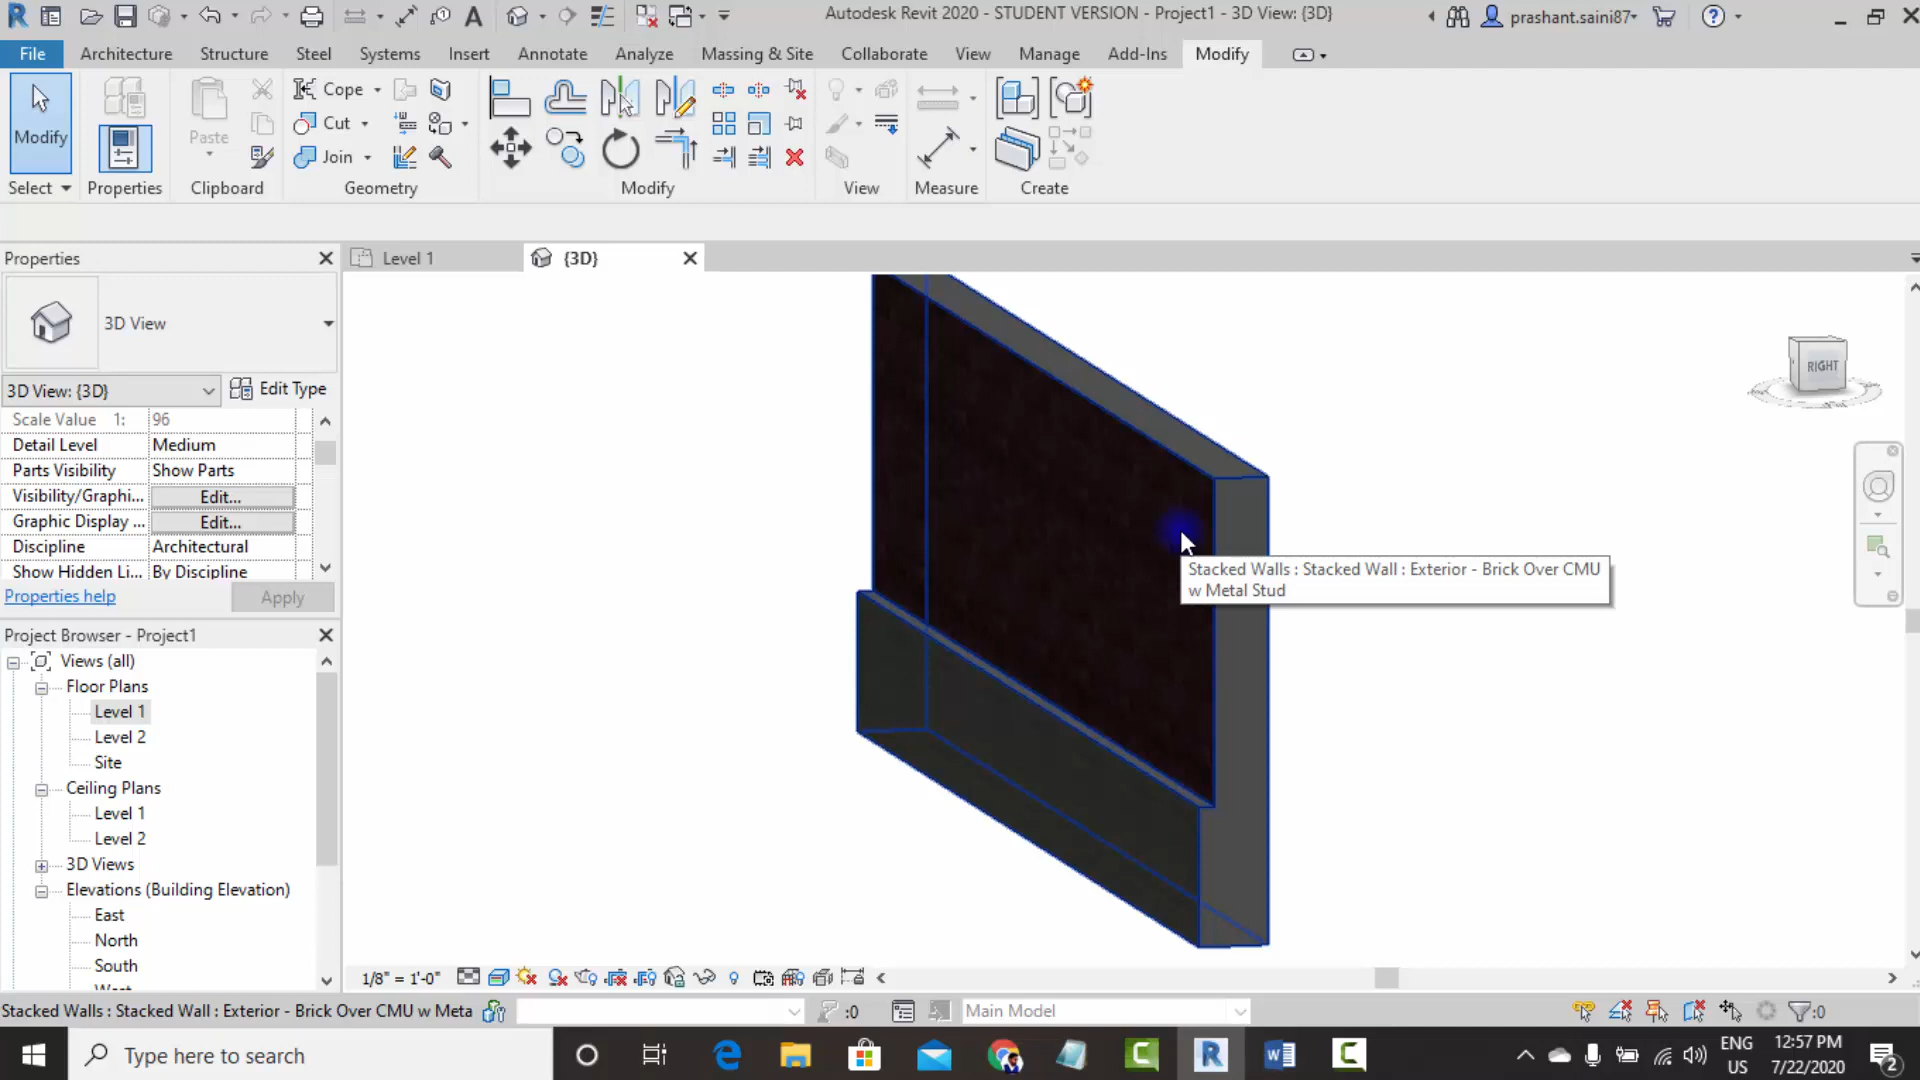 Autodesk Revit 2020 - STUDENT VERSION - Project1 - 3D View: {3D}
prashant.saini87
File
Architecture
Structure
Steel
Systems
Insert
Annotate
Analyze
Massing & Site
Collaborate
View
Manage
Add-Ins
Modify
Modify
Paste
Cope
Cut
Join
Select
Properties
Clipboard
Geometry
Modify
View
Measure
Create
Properties
Level 1
{3D}
3D View
3D View: {3D}
Edit Type
Scale Value 1: 96
Detail Level Medium
Parts Visibility Show Parts
Visibility/Graphi... Edit...
Graphic Display ... Edit...
Discipline Architectural
Show Hidden Li... By Discipline
Properties help
Apply
Project Browser - Project1
Views (all)
Floor Plans
Level 1
Level 2
Site
Ceiling Plans
Level 1
Level 2
3D Views
Elevations (Building Elevation)
East
North
South
RIGHT
Stacked Walls : Stacked Wall : Exterior - Brick Over CMU
w Metal Stud
1/8" = 1'-0"
Stacked Walls : Stacked Wall : Exterior - Brick Over CMU w Meta
:0
Main Model
:0
Type here to search
ENG
US
12:57 PM
7/22/2020
2